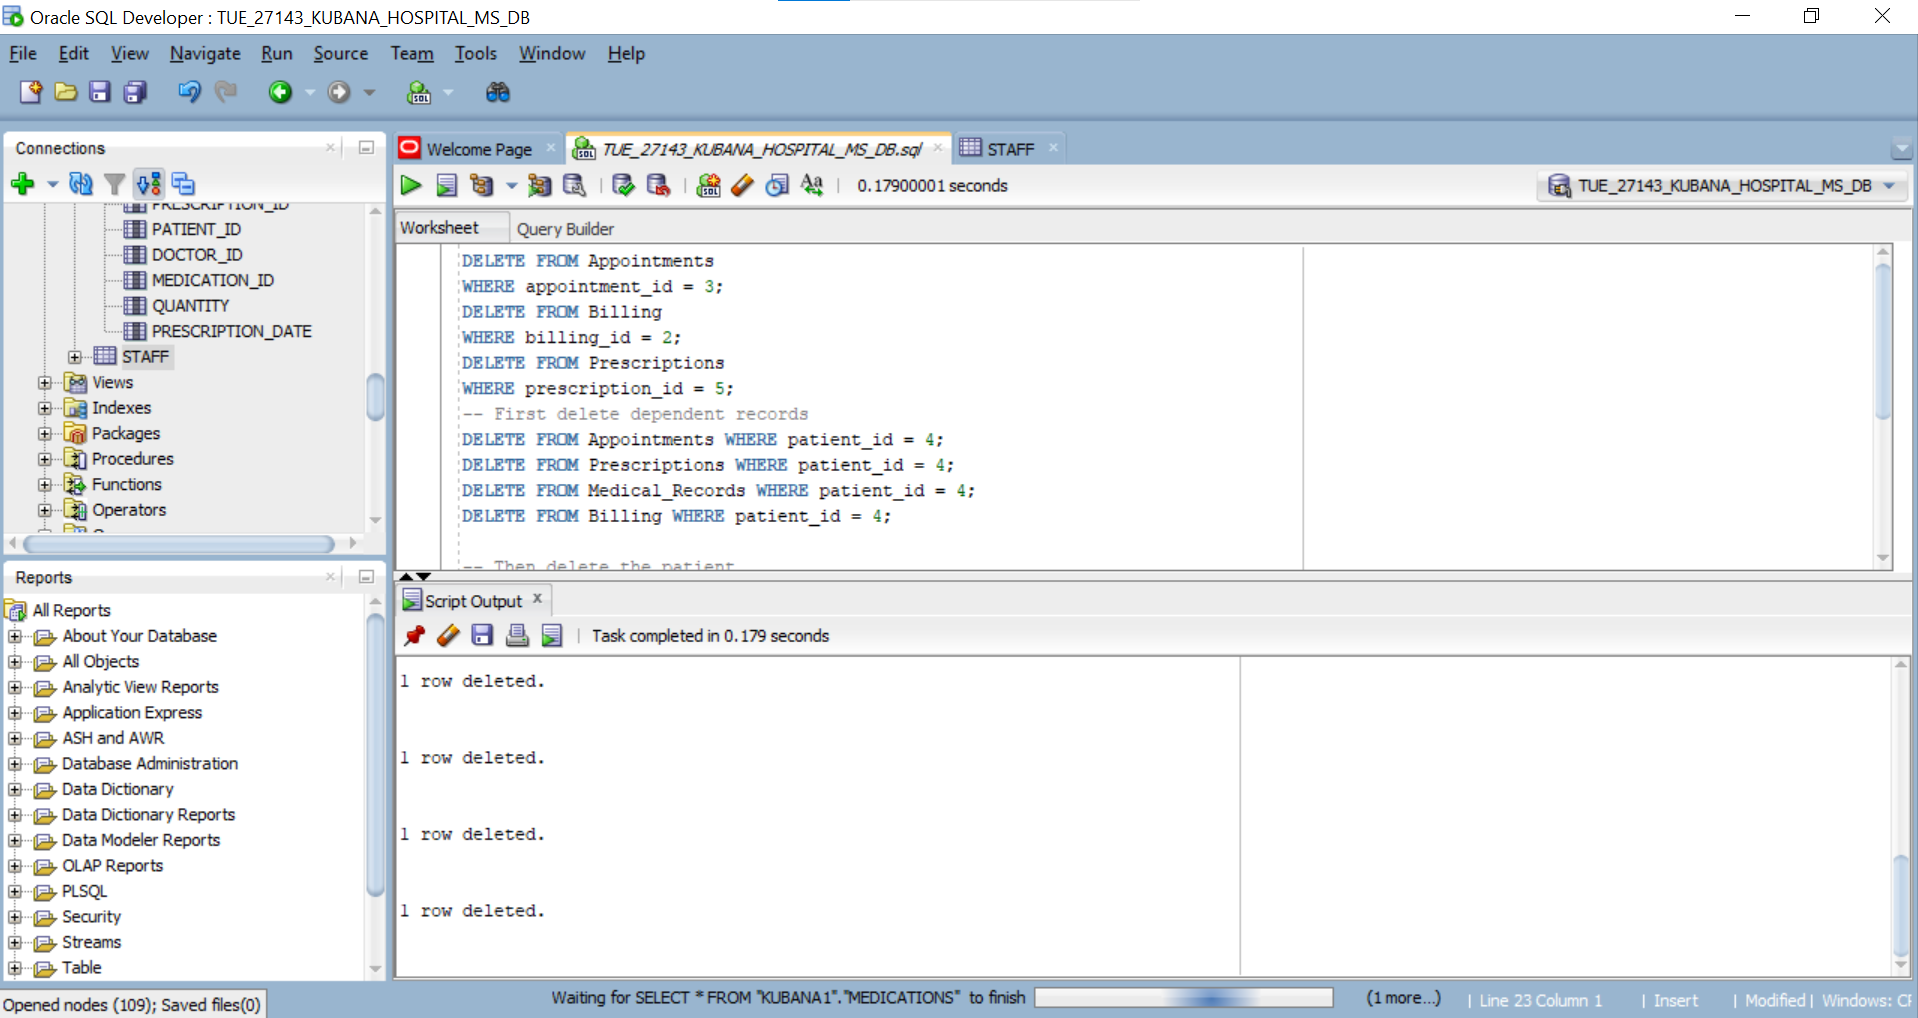 Oracle SQL Developer : TUE_27143_KUBANA_HOSPITAL_MS_DB
File Edit View Navigate Run Source Team Tools Window Help
Connections
PRESCRIPTION_ID
PATIENT_ID
DOCTOR_ID
MEDICATION_ID
QUANTITY
PRESCRIPTION_DATE
STAFF
Views
Indexes
Packages
Procedures
Functions
Operators
Reports
All Reports
About Your Database
All Objects
Analytic View Reports
Application Express
ASH and AWR
Database Administration
Data Dictionary
Data Dictionary Reports
Data Modeler Reports
OLAP Reports
PLSQL
Security
Streams
Table
Welcome Page TUE_27143_KUBANA_HOSPITAL_MS_DB.sql STAFF
0.17900001 seconds TUE_27143_KUBANA_HOSPITAL_MS_DB
Worksheet Query Builder
DELETE FROM Appointments
WHERE appointment_id = 3;
DELETE FROM Billing
WHERE billing_id = 2;
DELETE FROM Prescriptions
WHERE prescription_id = 5;
-- First delete dependent records
DELETE FROM Appointments WHERE patient_id = 4;
DELETE FROM Prescriptions WHERE patient_id = 4;
DELETE FROM Medical_Records WHERE patient_id = 4;
DELETE FROM Billing WHERE patient_id = 4;
-- Then delete the patient
Script Output
Task completed in 0.179 seconds
1 row deleted.
1 row deleted.
1 row deleted.
1 row deleted.
Opened nodes (109); Saved files(0) Waiting for SELECT * FROM "KUBANA1"."MEDICATIONS" to finish (1 more...) | Line 23 Column 1 | Insert | Modified | Windows: